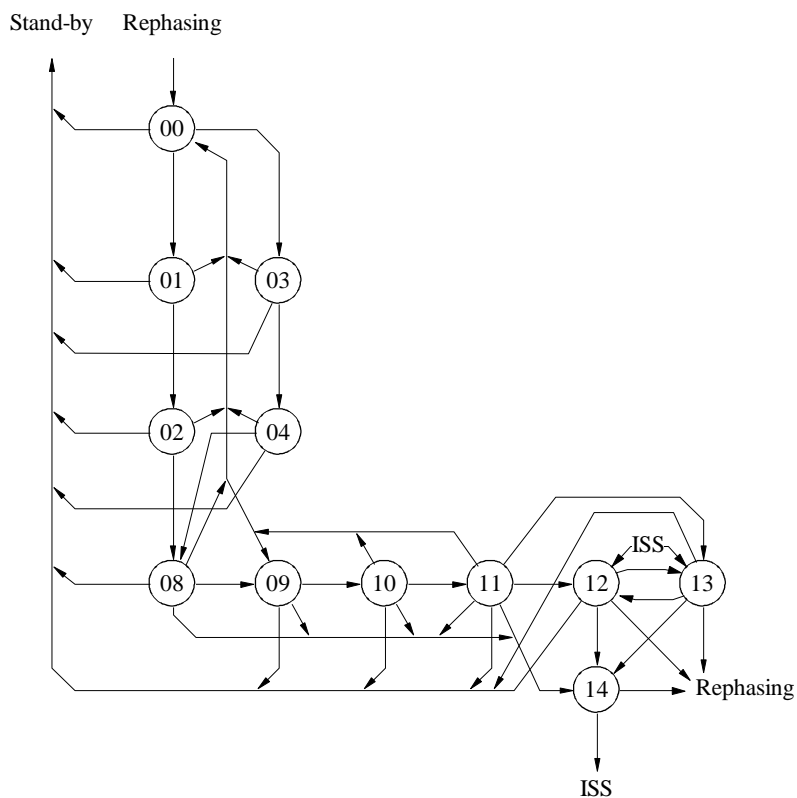 Stand-by Rephasing
00
01 03
02 04
ISS
08 09 10 11 12 13
14 Rephasing
ISS